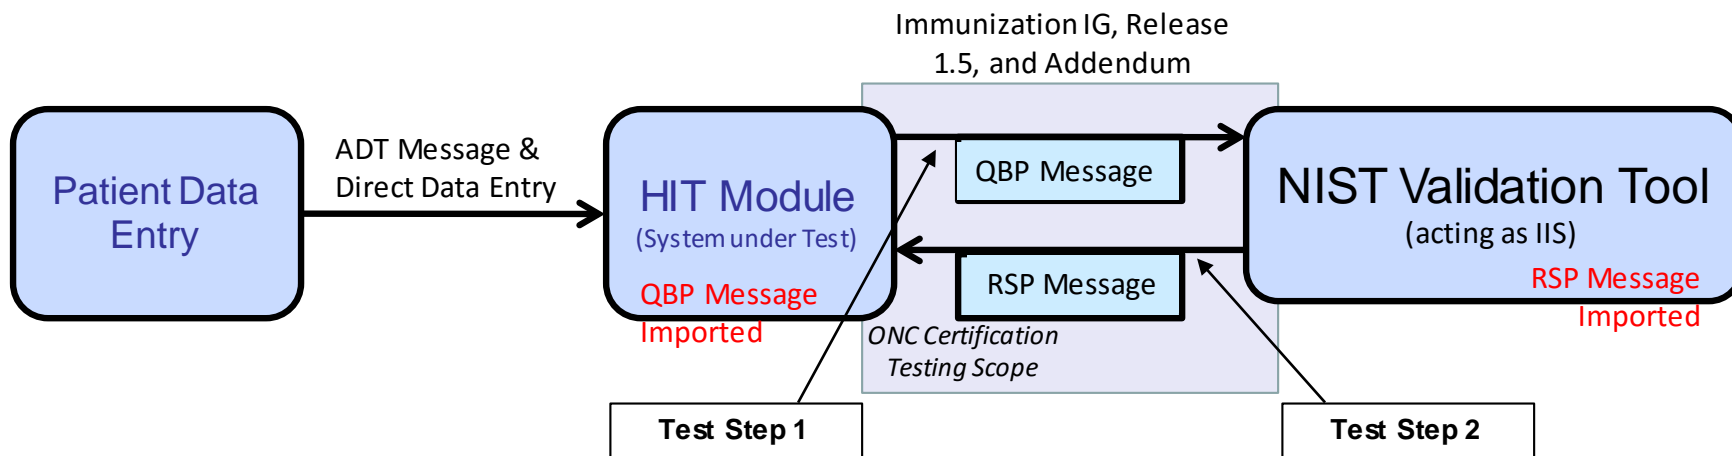 Immunization IG, Release
1.5, and Addendum
Patient Data
Entry
ADT Message &
Direct Data Entry
HIT Module
(System under Test)
QBP Message
Imported
QBP Message
RSP Message
ONC Certification
Testing Scope
NIST Validation Tool
(acting as IIS)
RSP Message
Imported
Test Step 1
Test Step 2